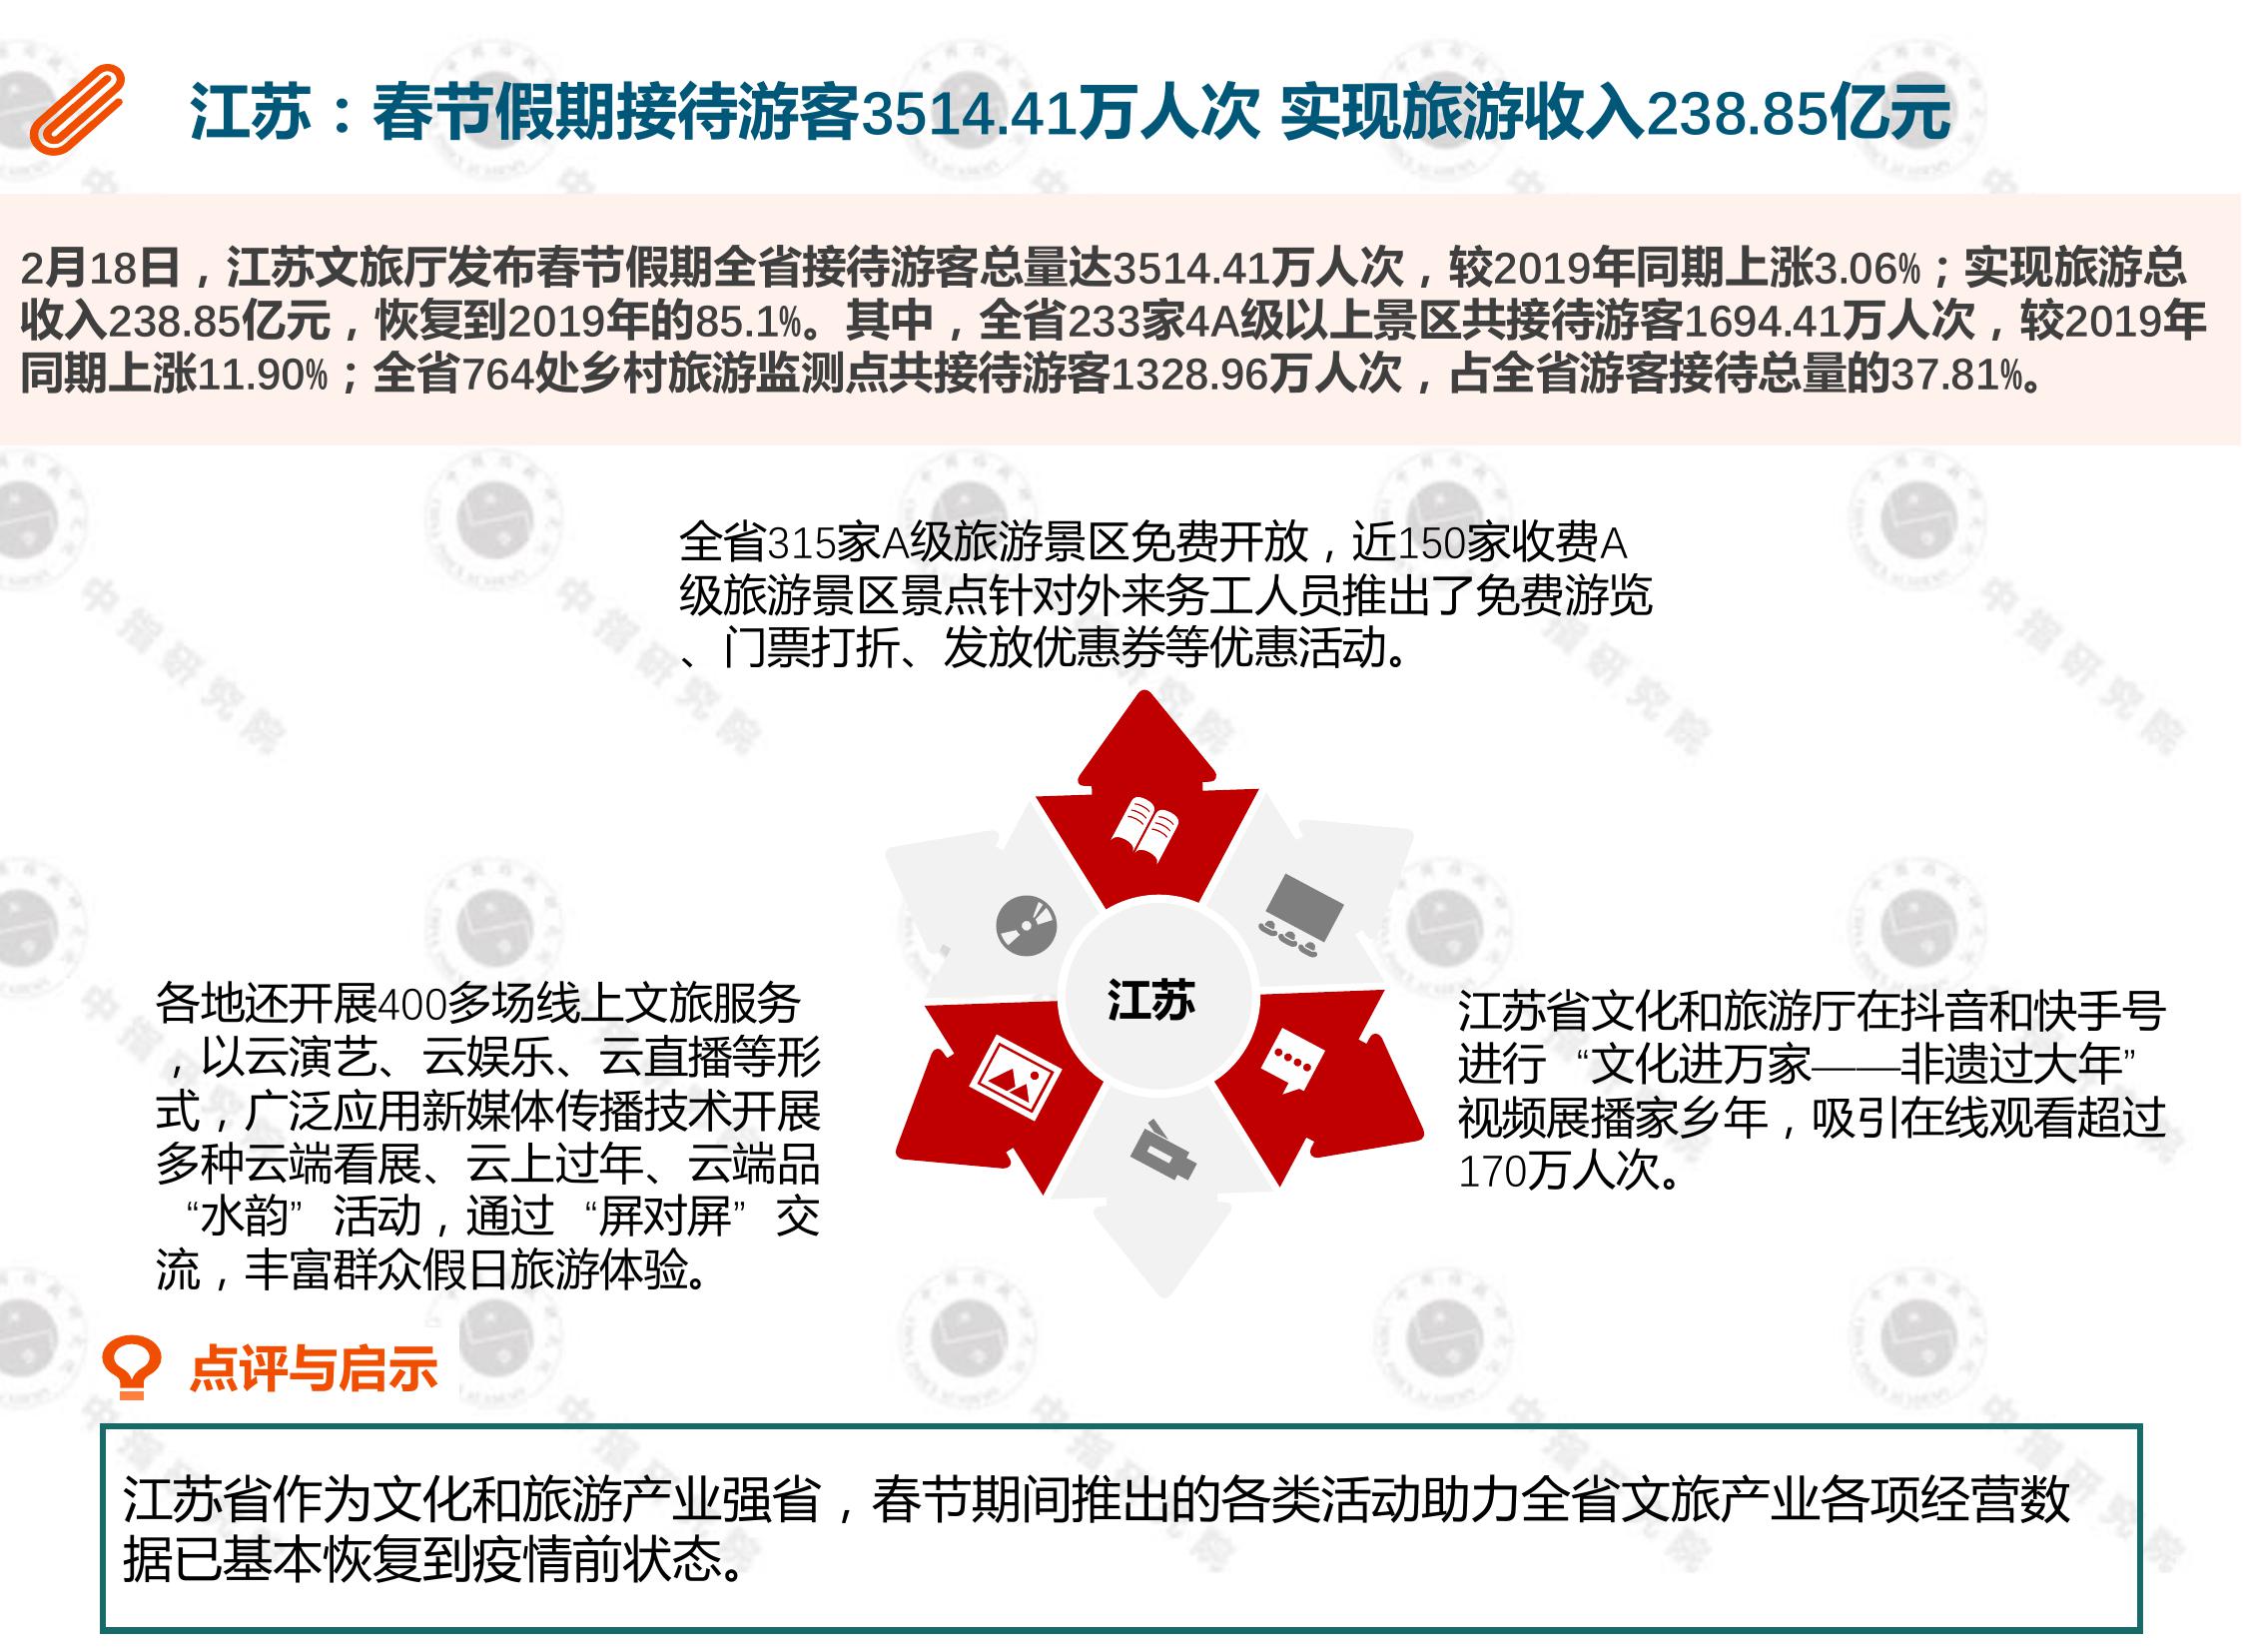 江苏：春节假期接待游客3514.41万人次 实现旅游收入238.85亿元
2月18日，江苏文旅厅发布春节假期全省接待游客总量达3514.41万人次，较2019年同期上涨3.06%；实现旅游总
收入238.85亿元，恢复到2019年的85.1%。其中，全省233家4A级以上景区共接待游客1694.41万人次，较2019年
同期上涨11.90%；全省764处乡村旅游监测点共接待游客1328.96万人次，占全省游客接待总量的37.81%。
全省315家A级旅游景区免费开放，近150家收费A
级旅游景区景点针对外来务工人员推出了免费游览
、门票打折、发放优惠券等优惠活动。
江苏
各地还开展400多场线上文旅服务
，以云演艺、云娱乐、云直播等形
式，广泛应用新媒体传播技术开展
多种云端看展、云上过年、云端品
“水韵”活动，通过“屏对屏”交
流，丰富群众假日旅游体验。
江苏省文化和旅游厅在抖音和快手号
进行“文化进万家——非遗过大年”
视频展播家乡年，吸引在线观看超过
170万人次。
点评与启示
江苏省作为文化和旅游产业强省，春节期间推出的各类活动助力全省文旅产业各项经营数
据已基本恢复到疫情前状态。
中指研究院